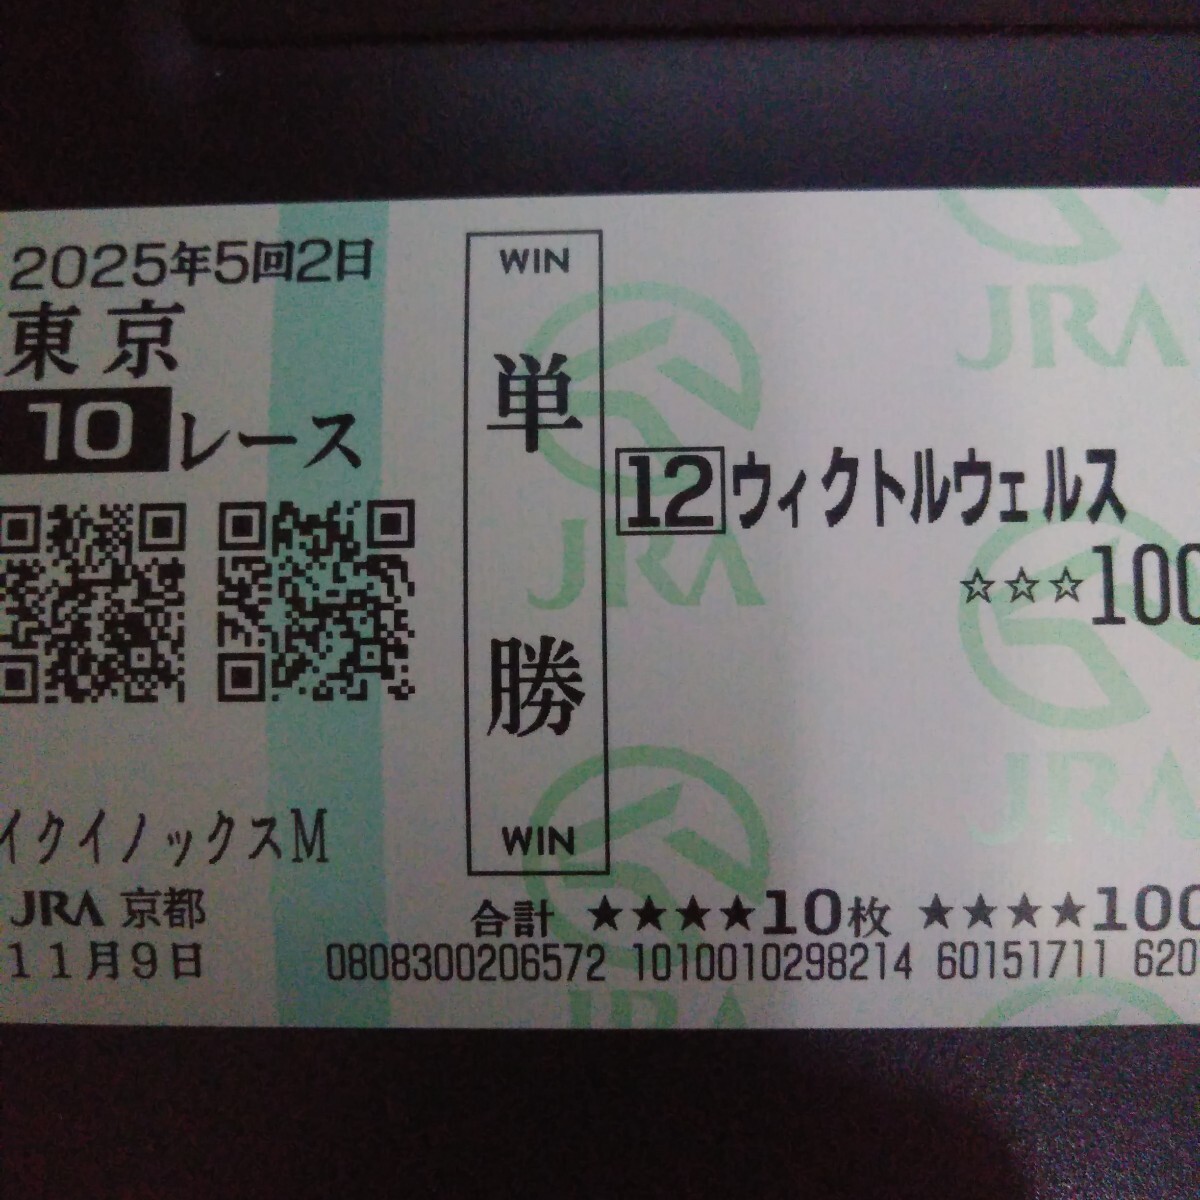 2025年5回2日
東京
10レース
イクイノックスM
JRA 京都
11月9日
WIN
単勝
WIN
12 ウィクトルウェルス
☆☆☆100
合計 ★★★★10枚 ★★★★100
0808300206572 1010010298214 60151711 620
JRA
JRA
JRA
JRA